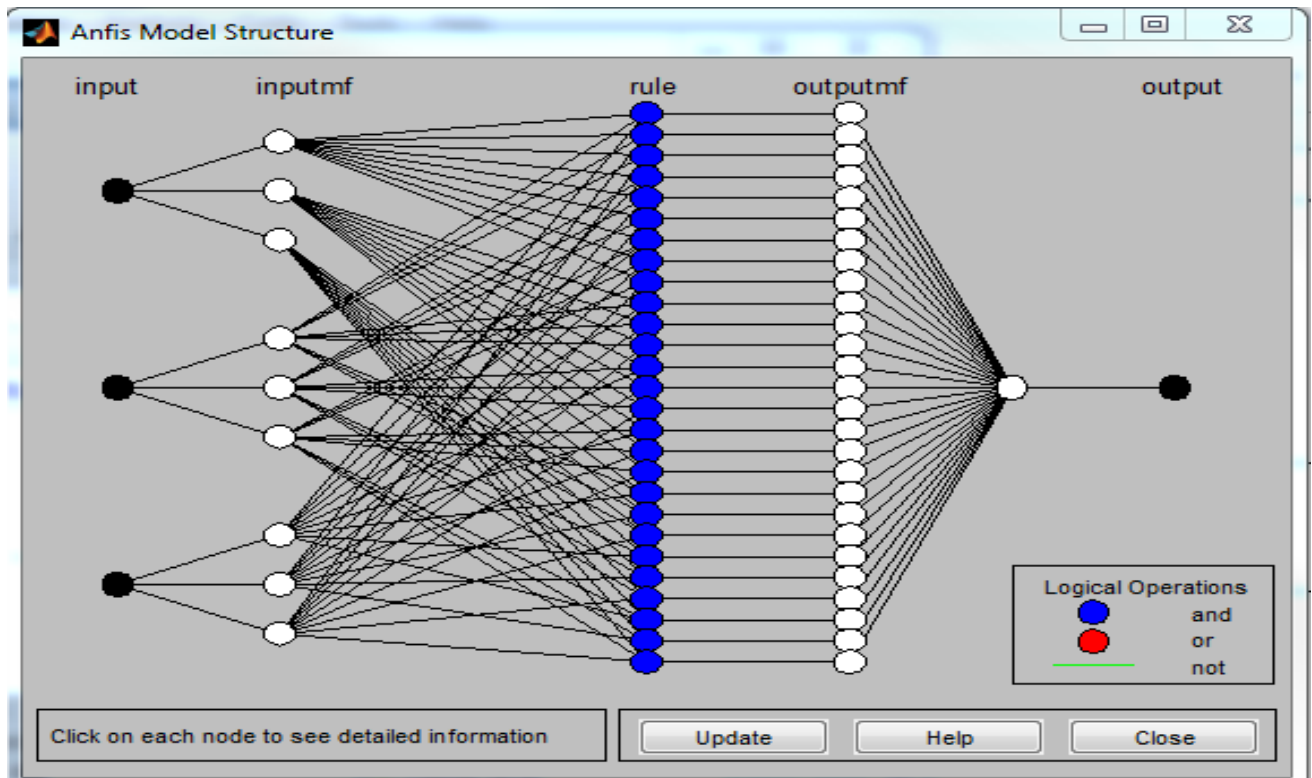 Anfis Model Structure
input inputmf rule outputmf output
Logical Operations
and
or
not
Click on each node to see detailed information
Update Help Close